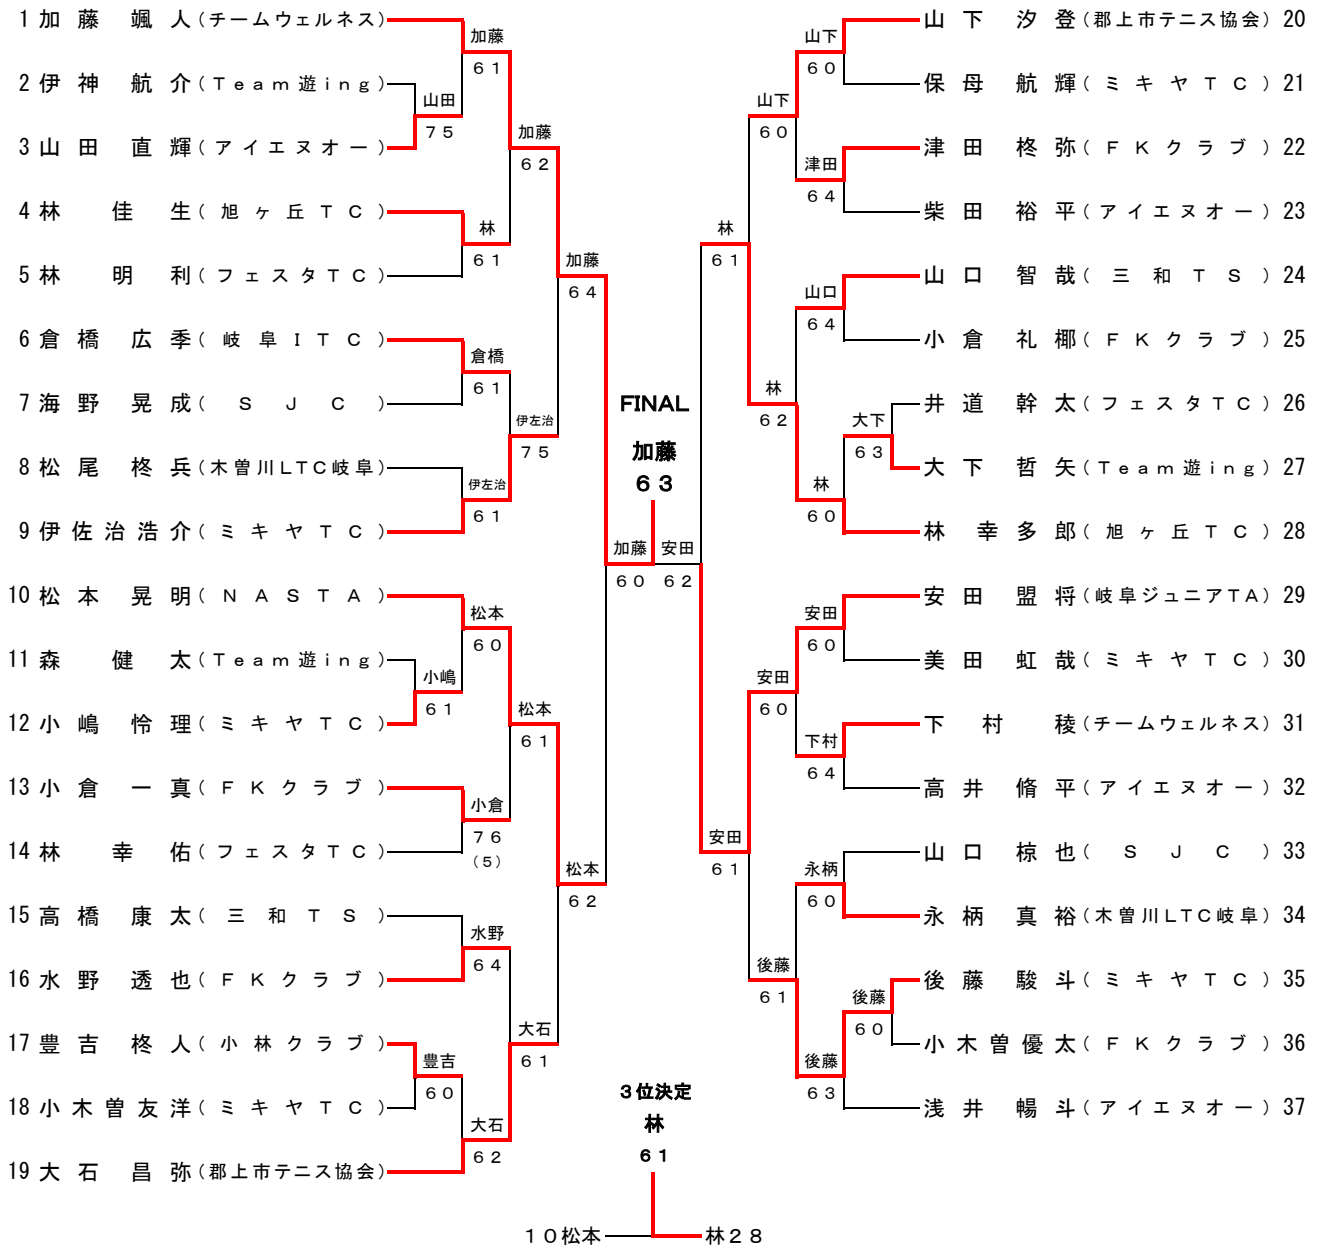 1 加藤 颯人(チームウェルネス)
2 伊神航介(Team遊ing)
3 山田直輝(アイエヌオー)
4 林佳生(旭ヶ丘TC)
5 林明利(フェスタTC)
6 倉橋広季(岐阜ITC)
7 海野晃成(SJC)
8 松尾柊兵(木曽川LTC岐阜)
9 伊佐治浩介(ミキヤTC)
10 松本晃明(NASTA)
11 森健太(Team遊ing)
12 小嶋怜理(ミキヤTC)
13 小倉一真(FKクラブ)
14 林幸佑(フェスタTC)
15 高橋康太(三和TS)
16 水野透也(FKクラブ)
17 豊吉柊人(小林クラブ)
18 小木曽友洋(ミキヤTC)
19 大石昌弥(郡上市テニス協会)
山田
75
小嶋
61
豊吉
60
加藤
61
林
61
倉橋
61
伊左治
61
松本
60
小倉
76
(5)
水野
64
大石
62
加藤
62
伊左治
75
松本
61
大石
61
加藤
64
松本
62
加藤
60
FINAL
加藤
63
安田
62
林
61
安田
61
山下
60
林
62
安田
60
後藤
61
山下
60
津田
64
山口
64
林
60
安田
60
下村
64
永柄
60
後藤
63
大下
63
後藤
60
山下汐登(郡上市テニス協会) 20
保母航輝(ミキヤTC) 21
津田柊弥(FKクラブ) 22
柴田裕平(アイエヌオー) 23
山口智哉(三和TS) 24
小倉礼椰(FKクラブ) 25
井道幹太(フェスタTC) 26
大下哲矢(Team遊ing) 27
林幸多郎(旭ヶ丘TC) 28
安田盟将(岐阜ジュニアTA) 29
美田虹哉(ミキヤTC) 30
下村稜(チームウェルネス) 31
高井脩平(アイエヌオー) 32
山口椋也(SJC) 33
永柄真裕(木曽川LTC岐阜) 34
後藤駿斗(ミキヤTC) 35
小木曽優太(FKクラブ) 36
浅井暢斗(アイエヌオー) 37
3位決定
林
61
10松本
林28